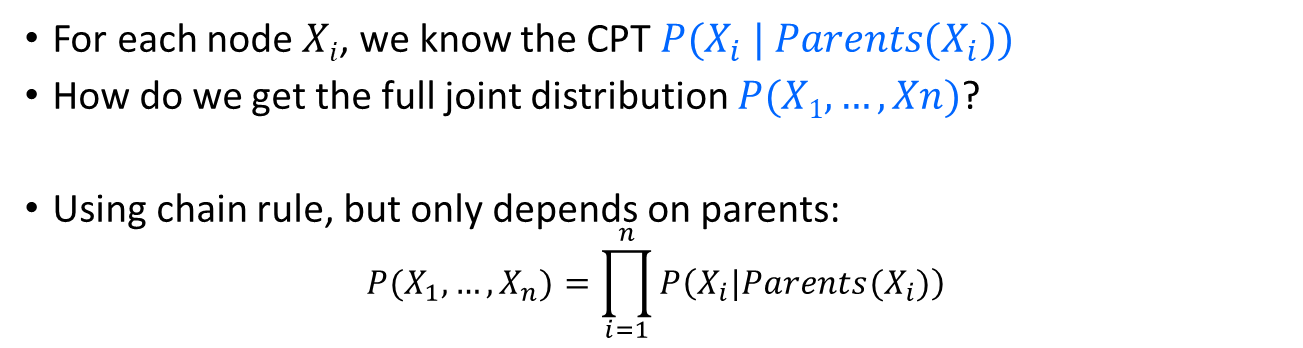 • For each node Xᵢ, we know the CPT P(Xᵢ | Parents(Xᵢ))
• How do we get the full joint distribution P(X₁, … , Xn)?
• Using chain rule, but only depends on parents:
P(X₁, … , Xₙ) = ∏ⁿᵢ₌₁ P(Xᵢ|Parents(Xᵢ))